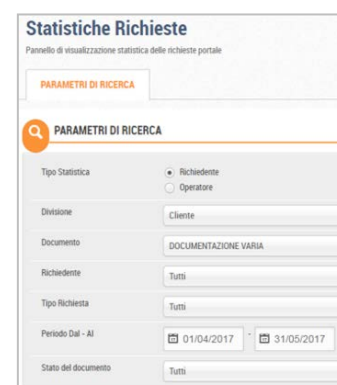 Statistiche Richieste
Pannello di visualizzazione statistica delle richieste portale
PARAMETRI DI RICERCA
PARAMETRI DI RICERCA
Tipo Statistica
Richiedente
Operatore
Divisione
Cliente
Documento
DOCUMENTAZIONE VARIA
Richiedente
Tutti
Tipo Richiesta
Tutti
Periodo Dal - Al
01/04/2017 - 31/05/2017
Stato del documento
Tutti